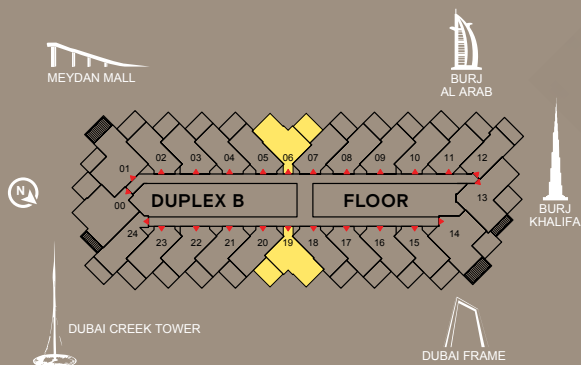 MEYDAN MALL
BURJ
AL ARAB
01 02 03 04 05 06 07 08 09 10 11 12
N
00 DUPLEX B FLOOR 13
BURJ
KHALIFA
24 23 22 21 20 19 18 17 16 15 14
DUBAI CREEK TOWER
DUBAI FRAME